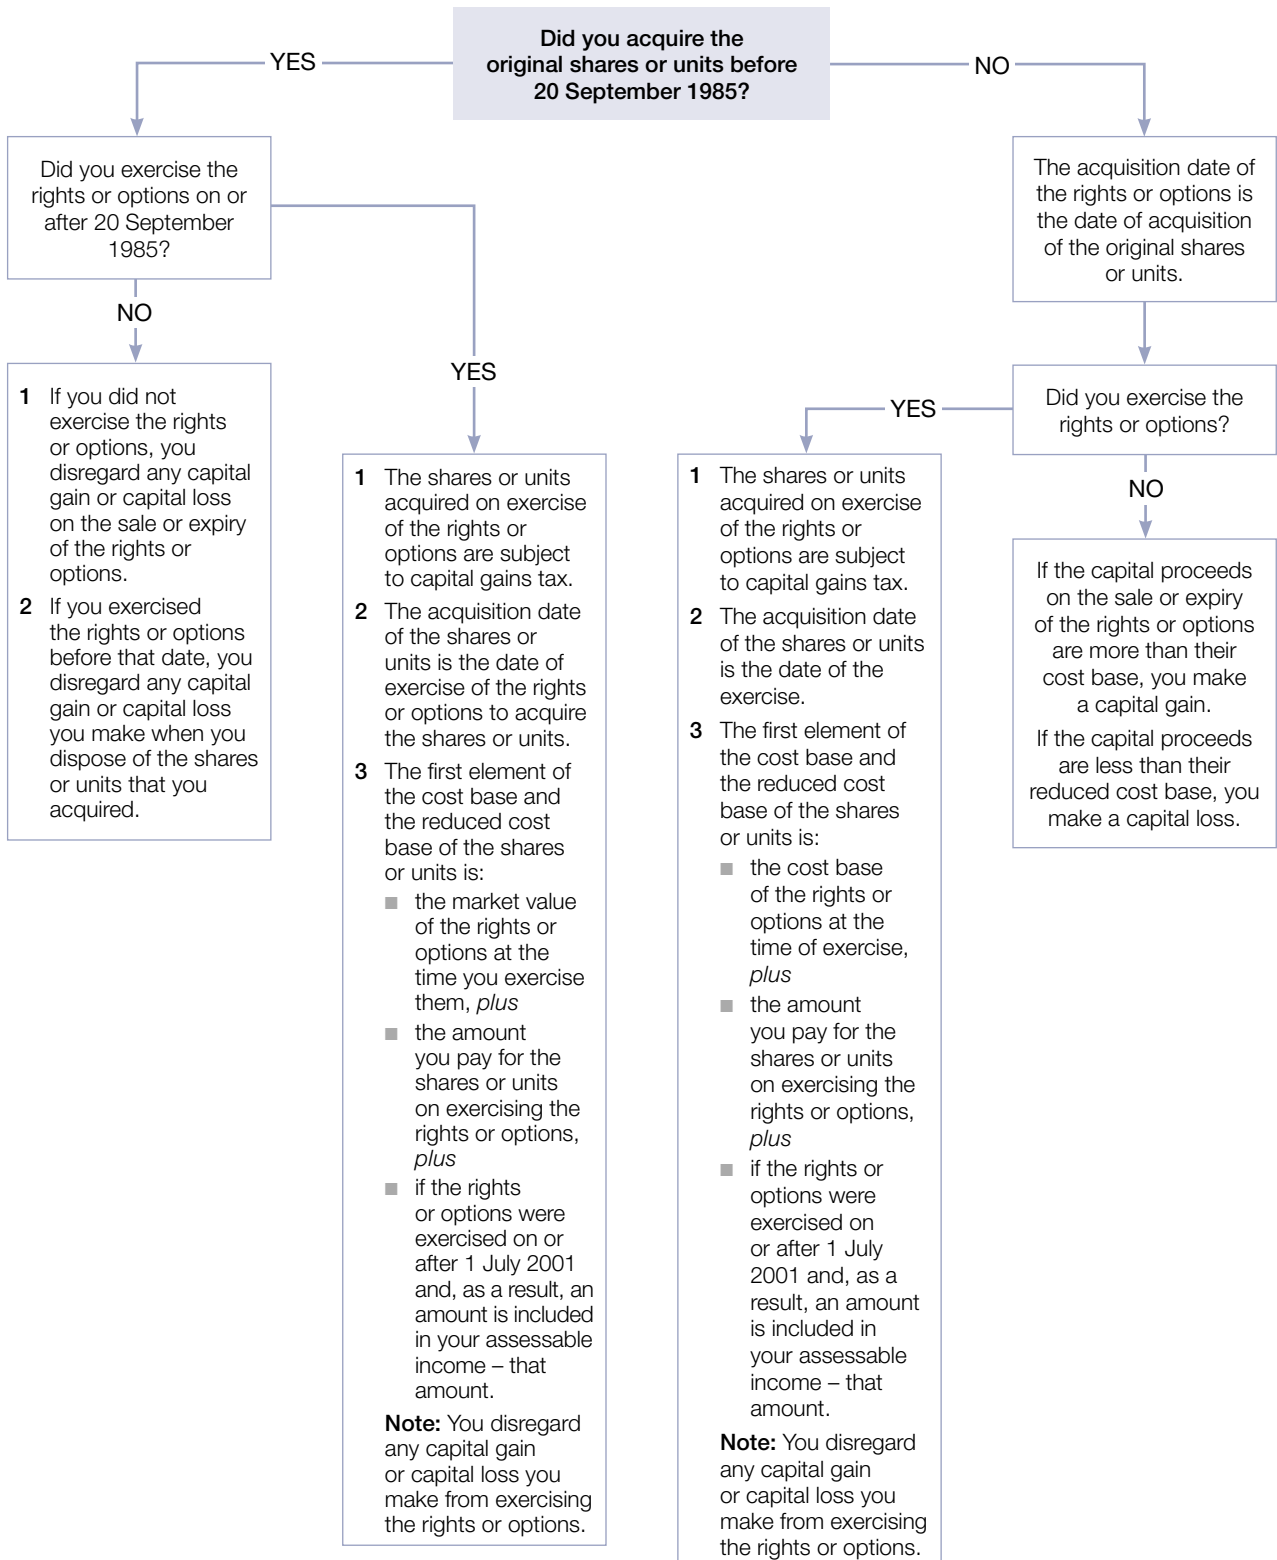 Did you acquire the
original shares or units before
20 September 1985?
YES
NO
Did you exercise the
rights or options on or
after 20 September
1985?
NO
1 If you did not
exercise the rights
or options, you
disregard any capital
gain or capital loss
on the sale or expiry
of the rights or
options.
2 If you exercised
the rights or options
before that date, you
disregard any capital
gain or capital loss
you make when you
dispose of the shares
or units that you
acquired.
YES
1 The shares or units
acquired on exercise
of the rights or
options are subject
to capital gains tax.
2 The acquisition date
of the shares or
units is the date of
exercise of the rights
or options to acquire
the shares or units.
3 The first element of
the cost base and
the reduced cost
base of the shares
or units is:
■ the market value
of the rights or
options at the
time you exercise
them, plus
■ the amount
you pay for the
shares or units
on exercising the
rights or options,
plus
■ if the rights
or options were
exercised on or
after 1 July 2001
and, as a result, an
amount is included
in your assessable
income – that
amount.
Note: You disregard
any capital gain
or capital loss you
make from exercising
the rights or options.
The acquisition date of
the rights or options is
the date of acquisition
of the original shares
or units.
Did you exercise the
rights or options?
YES
1 The shares or units
acquired on exercise
of the rights or
options are subject
to capital gains tax.
2 The acquisition date
of the shares or units
is the date of the
exercise.
3 The first element of
the cost base and
the reduced cost
base of the shares
or units is:
■ the cost base
of the rights or
options at the
time of exercise,
plus
■ the amount
you pay for the
shares or units
on exercising the
rights or options,
plus
■ if the rights or
options were
exercised on
or after 1 July
2001 and, as a
result, an amount
is included in
your assessable
income – that
amount.
Note: You disregard
any capital gain
or capital loss you
make from exercising
the rights or options.
NO
If the capital proceeds
on the sale or expiry
of the rights or options
are more than their
cost base, you make
a capital gain.
If the capital proceeds
are less than their
reduced cost base, you
make a capital loss.